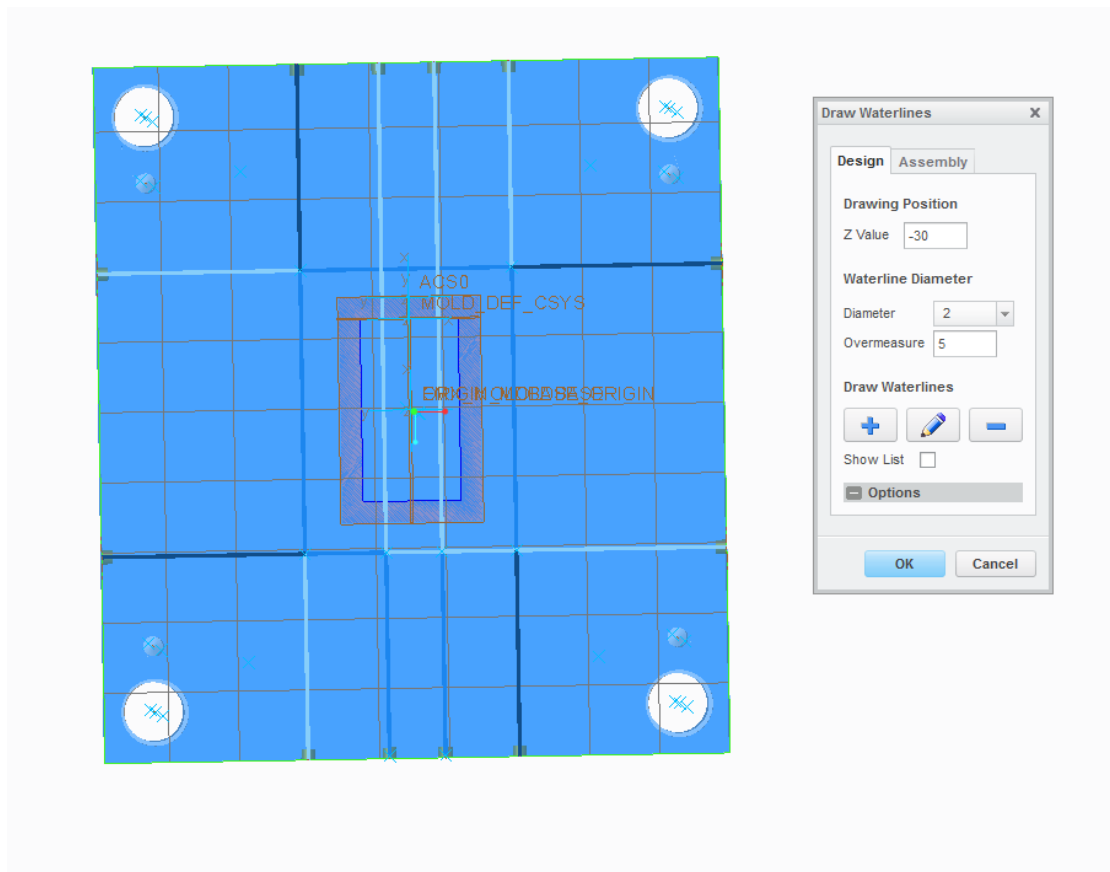 Draw Waterlines
Design Assembly
Drawing Position
Z Value -30
Waterline Diameter
Diameter 2
Overmeasure 5
Draw Waterlines
Show List
Options
OK Cancel
ACS0
MOLD_DEF_CSYS